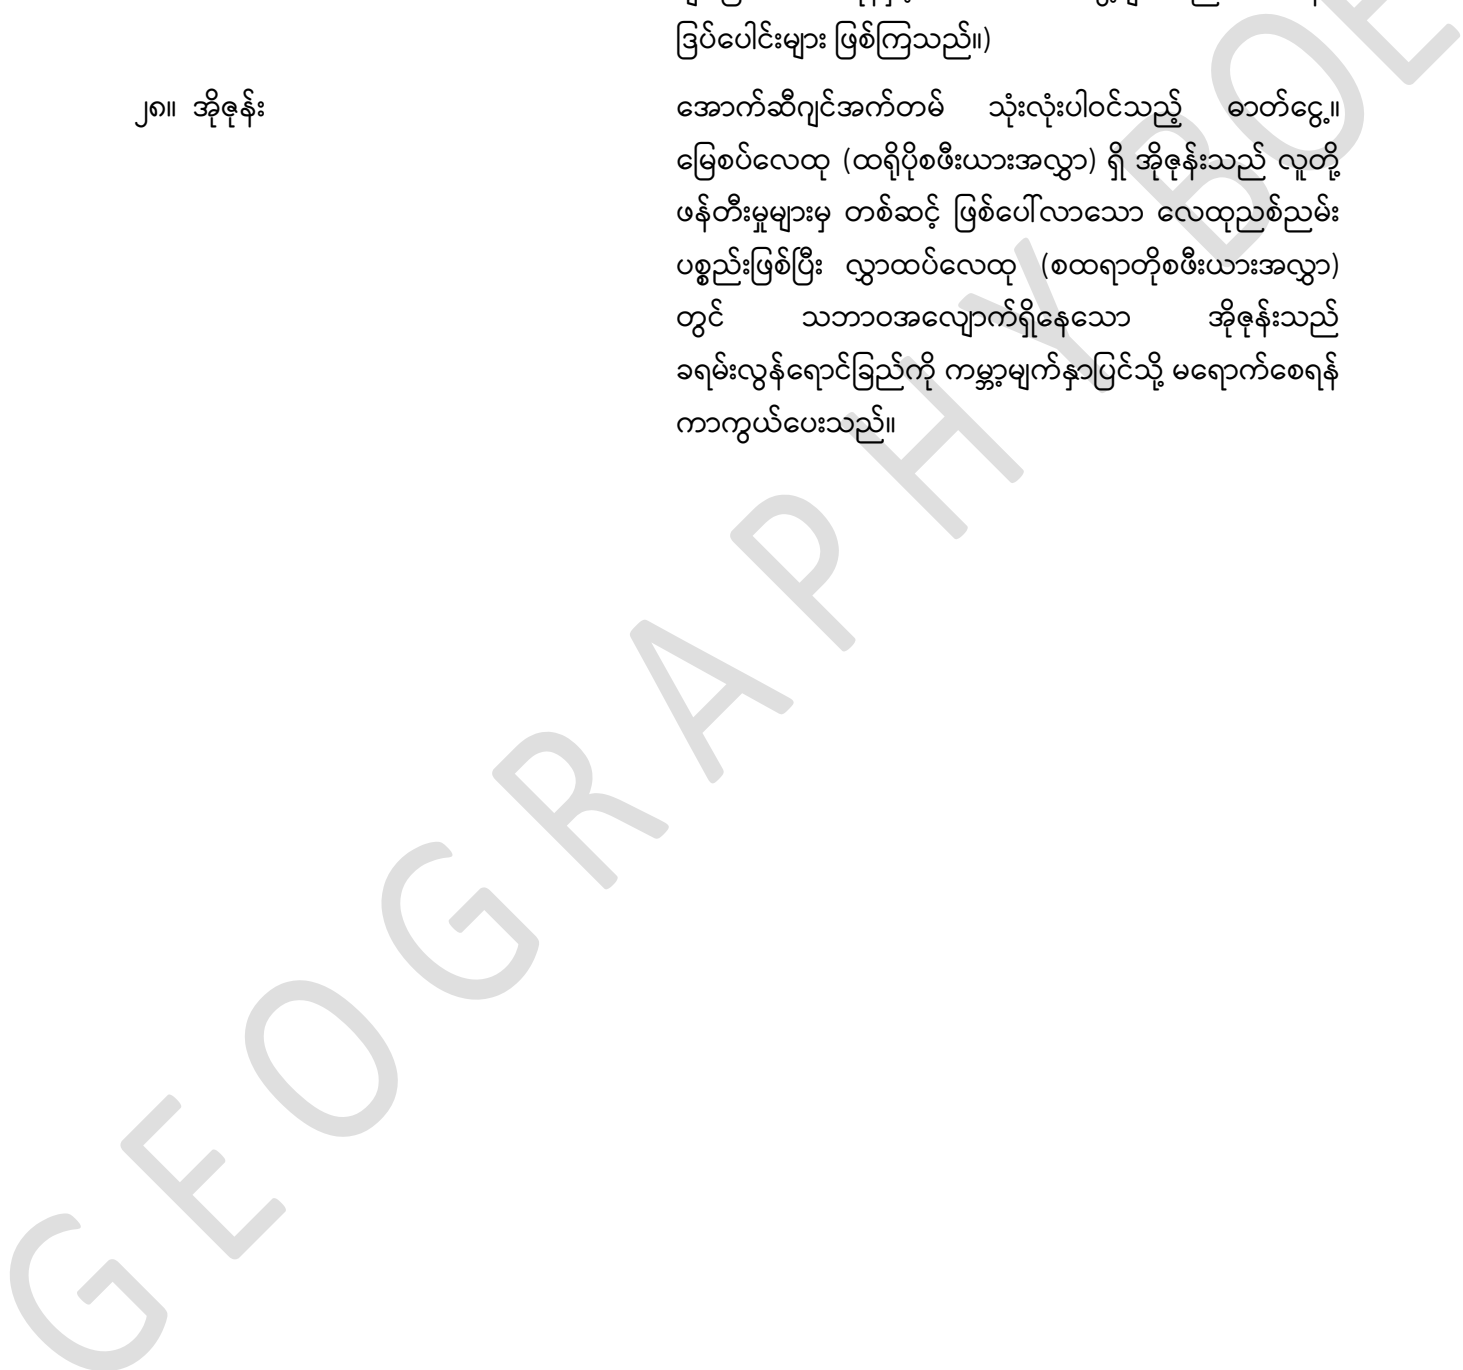 ဒြပ်ပေါင်းများ ဖြစ်ကြသည်။)
၂၈။ အိုဇုန်း အောက်ဆီဂျင်အက်တမ် သုံးလုံးပါဝင်သည့် ဓာတ်ငွေ့။
မြေစပ်လေထု (ထရိုပိုစဖီးယားအလွှာ) ရှိ အိုဇုန်းသည် လူတို့
ဖန်တီးမှုများမှ တစ်ဆင့် ဖြစ်ပေါ်လာသော လေထုညစ်ညမ်း
ပစ္စည်းဖြစ်ပြီး လွှာထပ်လေထု (စထရာတိုစဖီးယားအလွှာ)
တွင် သဘာဝအလျောက်ရှိနေသော အိုဇုန်းသည်
ခရမ်းလွန်ရောင်ခြည်ကို ကမ္ဘာ့မျက်နှာပြင်သို့ မရောက်စေရန်
ကာကွယ်ပေးသည်။
GEOGRAPHY BOE